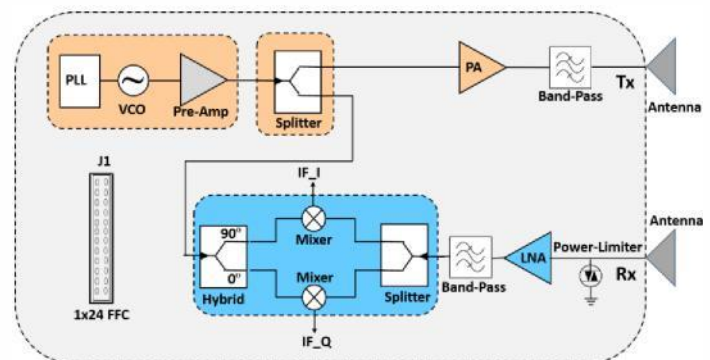 PLL
VCO
Pre-Amp
Splitter
PA
Band-Pass
Tx
Antenna
J1
1x24 FFC
IF_I
90"
0"
Hybrid
Mixer
Mixer
IF_Q
Splitter
Band-Pass
LNA
Power-Limiter
Rx
Antenna